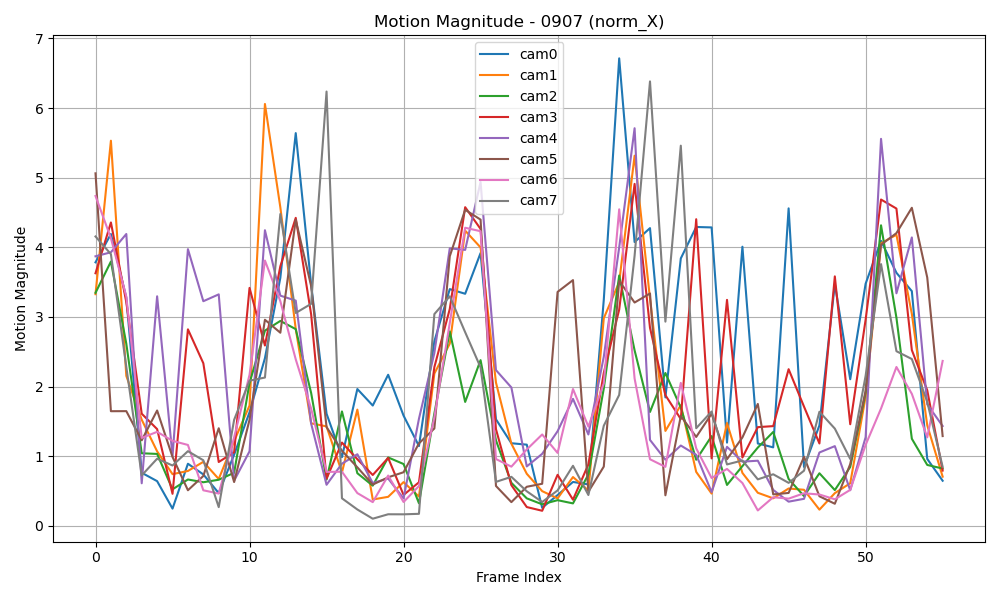 Motion Magnitude - 0907 (norm_X)
Motion Magnitude
7
6
5
4
3
2
1
0
cam0
cam1
cam2
cam3
cam4
cam5
cam6
cam7
0 10 20 30 40 50
Frame Index